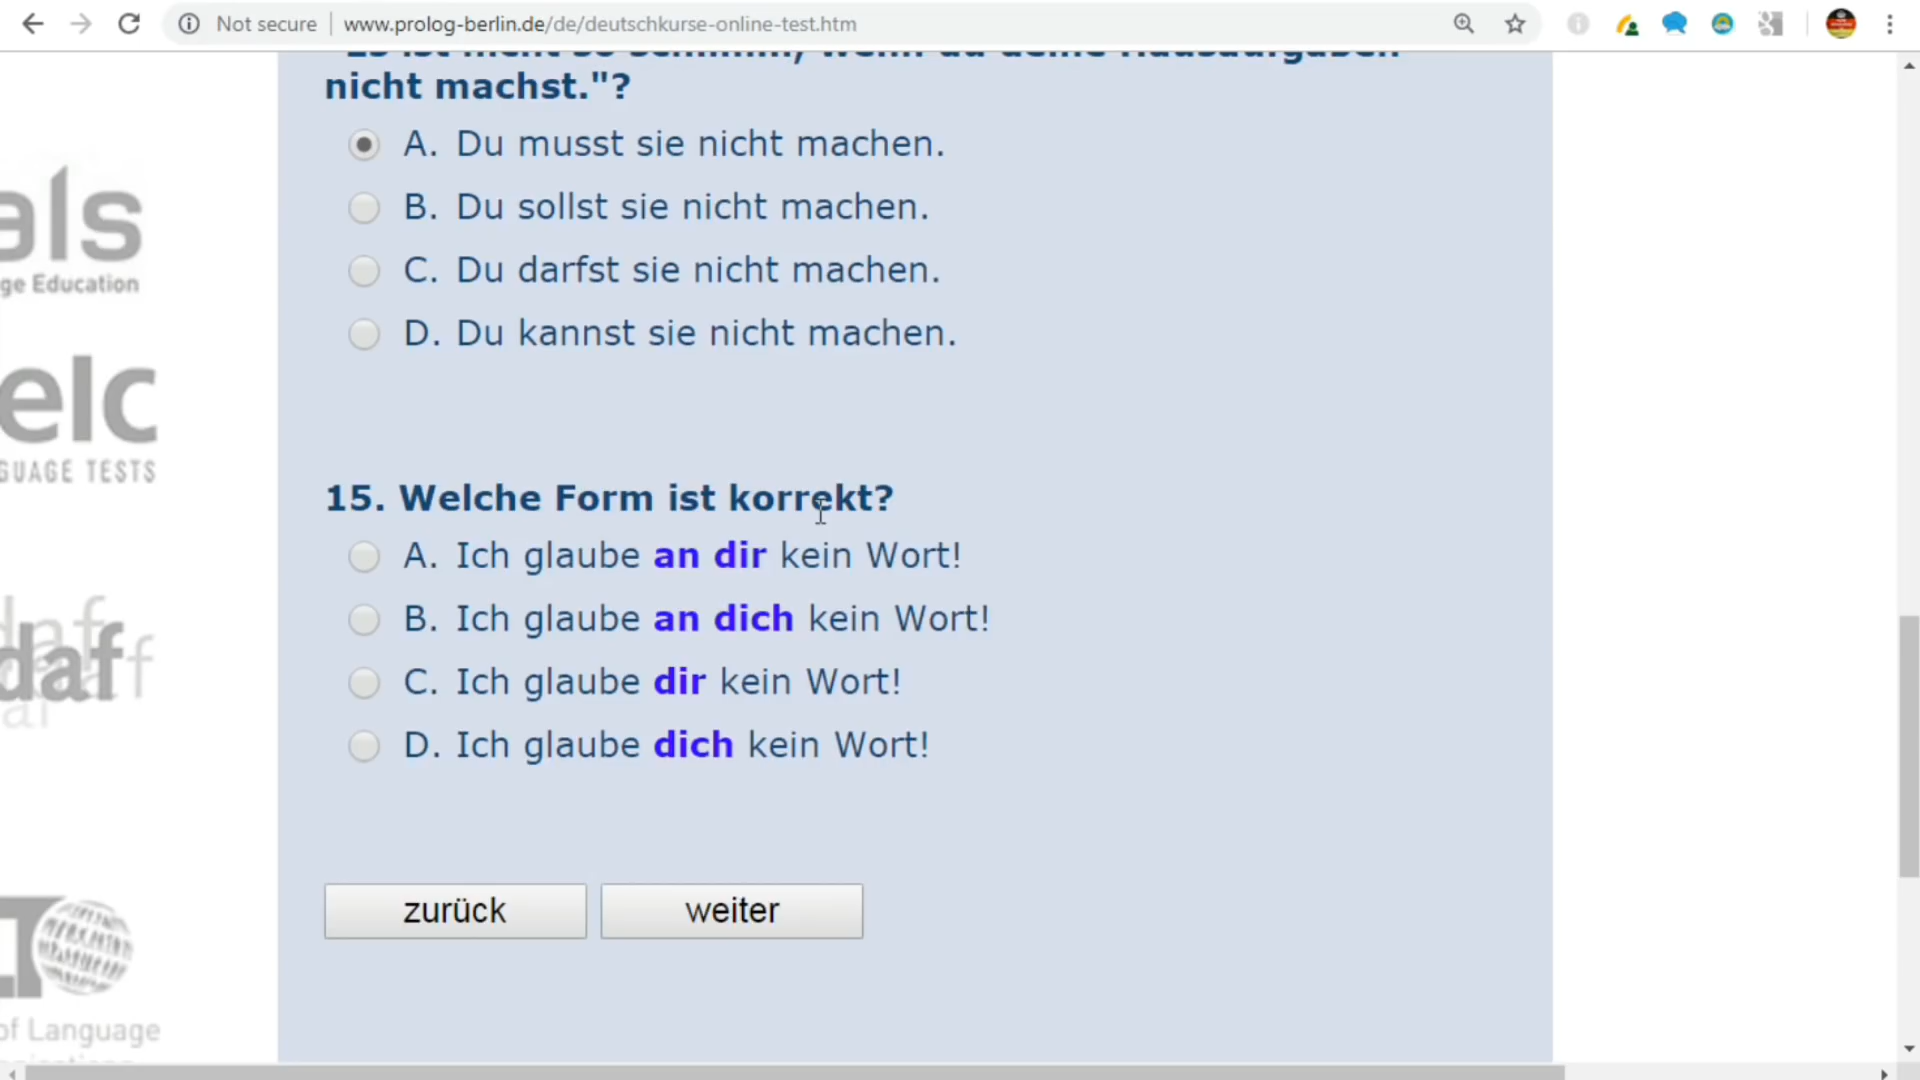 Not secure
www.prolog-berlin.de/de/deutschkurse-online-test.htm
nicht machst."?
A. Du musst sie nicht machen.
B. Du sollst sie nicht machen.
C. Du darfst sie nicht machen.
D. Du kannst sie nicht machen.
15. Welche Form ist korrekt?
A. Ich glaube an dir kein Wort!
B. Ich glaube an dich kein Wort!
C. Ich glaube dir kein Wort!
D. Ich glaube dich kein Wort!
zurück
weiter
als
ge Education
elc
GUAGE TESTS
daf
of Language